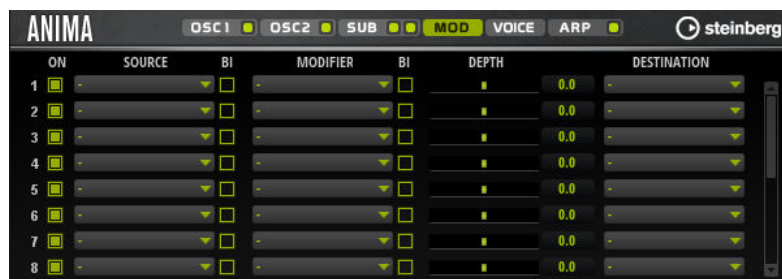 ANIMA OSC1 OSC2 SUB MOD VOICE ARP steinberg
ON SOURCE BI MODIFIER BI DEPTH DESTINATION
1 - - 0.0 -
2 - - 0.0 -
3 - - 0.0 -
4 - - 0.0 -
5 - - 0.0 -
6 - - 0.0 -
7 - - 0.0 -
8 - - 0.0 -